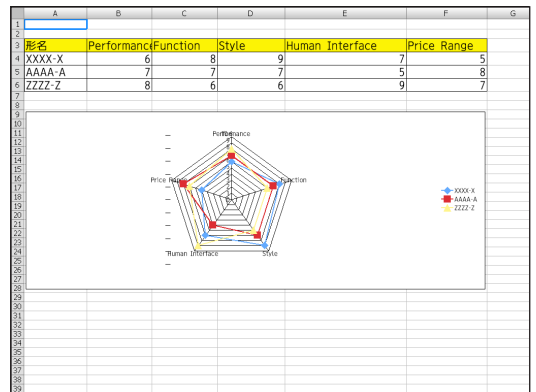 A B C D E F G
1
2
3 形名 Performance Function Style Human Interface Price Range
4 XXXX-X 6 8 9 7 5
5 AAAA-A 7 7 7 5 8
6 ZZZZ-Z 8 6 6 9 7
7
8
9
10
11 Performance
12
13
14
15
16 Price Range Function
17 XXXX-X
18 AAAA-A
19 ZZZZ-Z
20
21
22
23
24 Human Interface Style
25
26
27
28
29
30
31
32
33
34
35
36
37
38
39